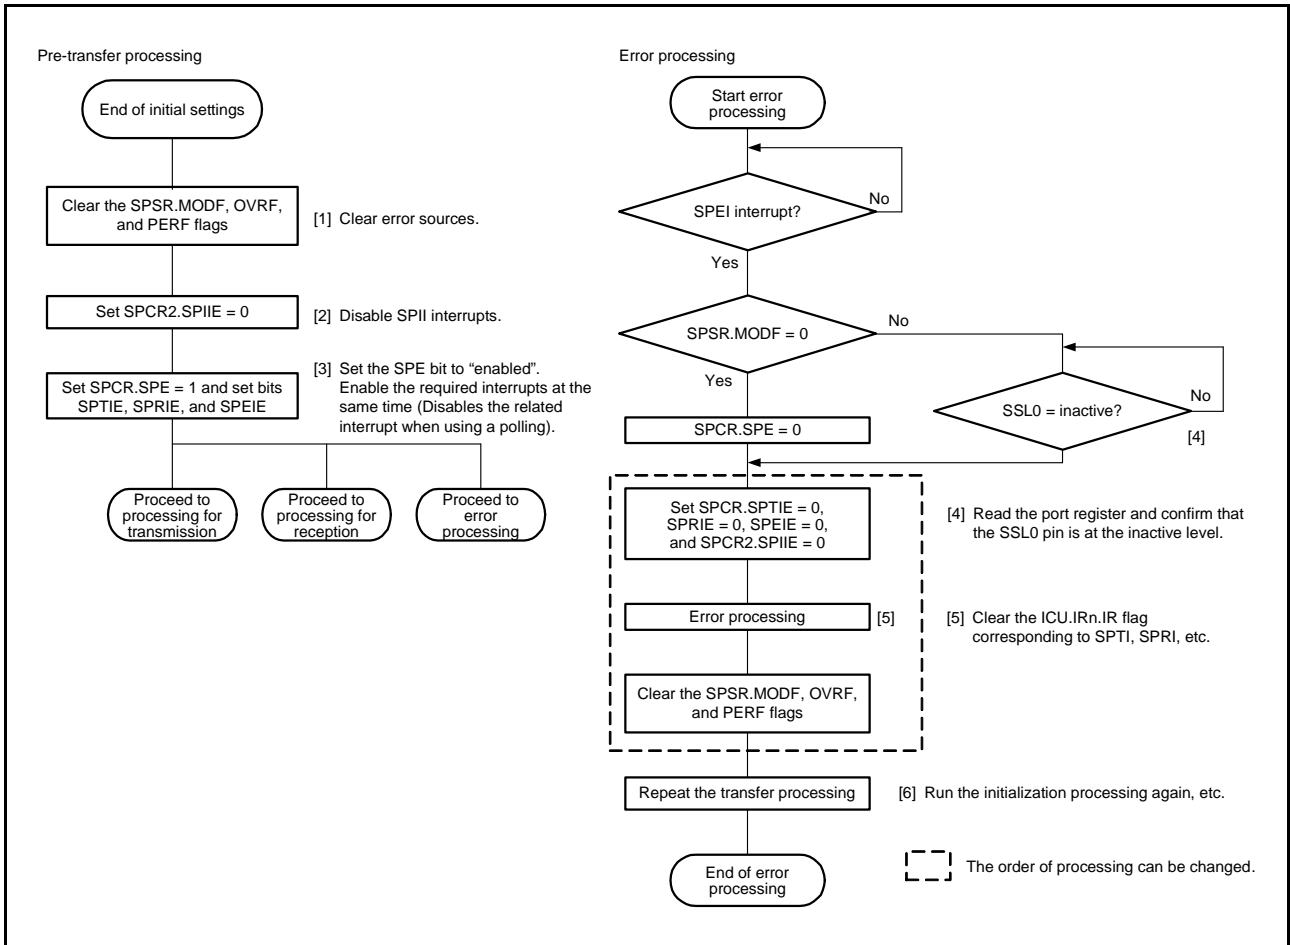 Pre-transfer processing
End of initial settings
Clear the SPSR.MODF, OVRF,
and PERF flags
[1] Clear error sources.
Set SPCR2.SPIIE = 0
[2] Disable SPII interrupts.
Set SPCR.SPE = 1 and set bits
SPTIE, SPRIE, and SPEIE
[3] Set the SPE bit to “enabled”.
Enable the required interrupts at the
same time (Disables the related
interrupt when using a polling).
Proceed to
processing for
transmission
Proceed to
processing for
reception
Proceed to
error
processing
Error processing
Start error
processing
SPEI interrupt?
No
Yes
SPSR.MODF = 0
No
Yes
SSL0 = inactive?
No
[4]
SPCR.SPE = 0
Set SPCR.SPTIE = 0,
SPRIE = 0, SPEIE = 0,
and SPCR2.SPIIE = 0
[4] Read the port register and confirm that
the SSL0 pin is at the inactive level.
Error processing
[5]
[5] Clear the ICU.IRn.IR flag
corresponding to SPTI, SPRI, etc.
Clear the SPSR.MODF, OVRF,
and PERF flags
Repeat the transfer processing
[6] Run the initialization processing again, etc.
End of error
processing
The order of processing can be changed.